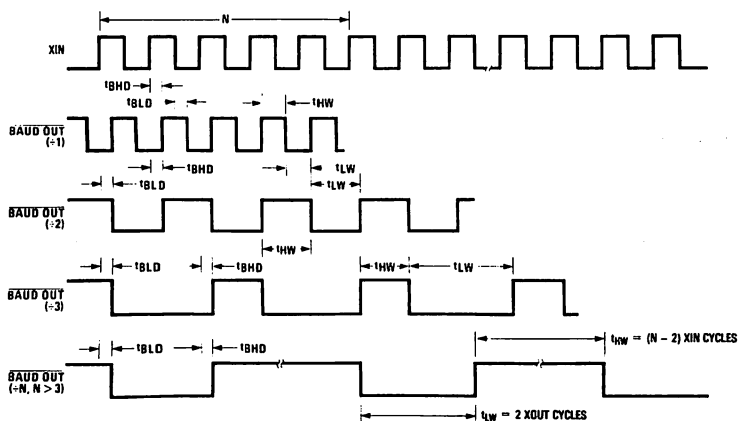 N
XIN
tBHD
tBLD
tHW
BAUD OUT
(÷1)
tBHD
tLW
tBLD
tLW
BAUD OUT
(÷2)
tHW
tBLD
tBHD
tHW
tLW
BAUD OUT
(÷3)
tBLD
tBHD
tHW = (N – 2) XIN CYCLES
BAUD OUT
(÷N, N > 3)
tLW = 2 XOUT CYCLES